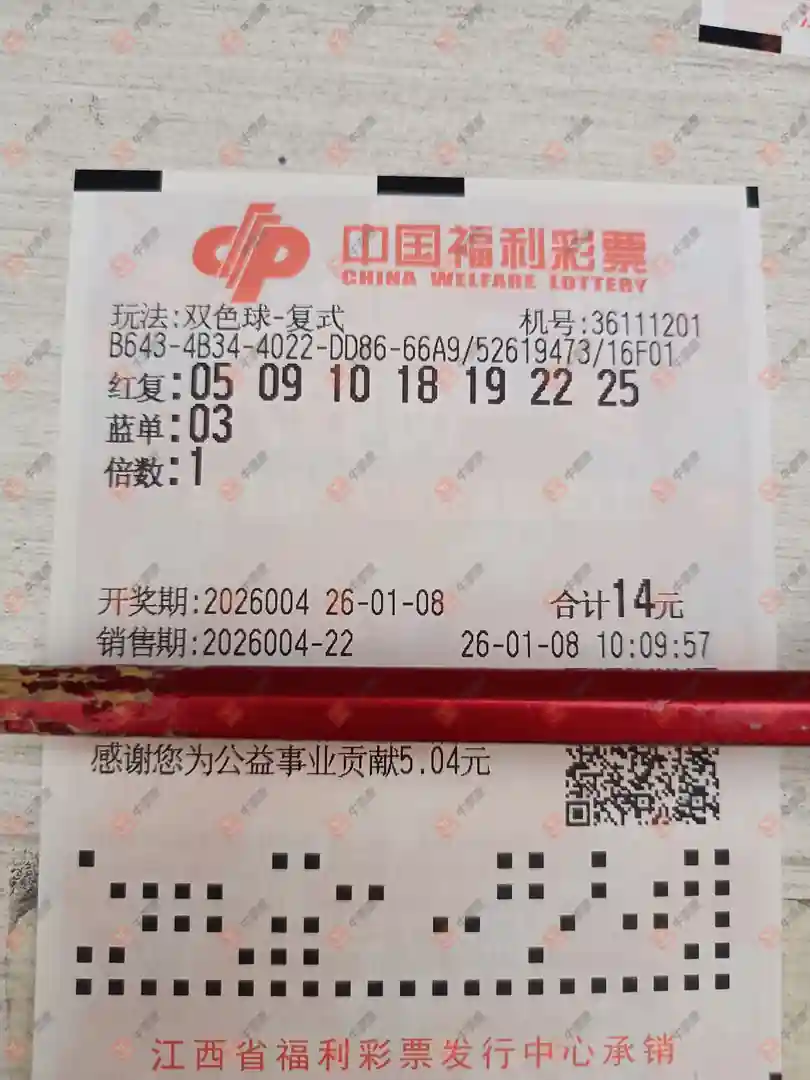 中国福利彩票
CHINA WELFARE LOTTERY
玩法:双色球-复式 机号:36111201
B643-4B34-4022-DD86-66A9/52619473/16F01
红复:05 09 10 18 19 22 25
蓝单:03
倍数:1
开奖期:2026004 26-01-08 合计14元
销售期:2026004-22 26-01-08 10:09:57
感谢您为公益事业贡献5.04元
江西省福利彩票发行中心承销